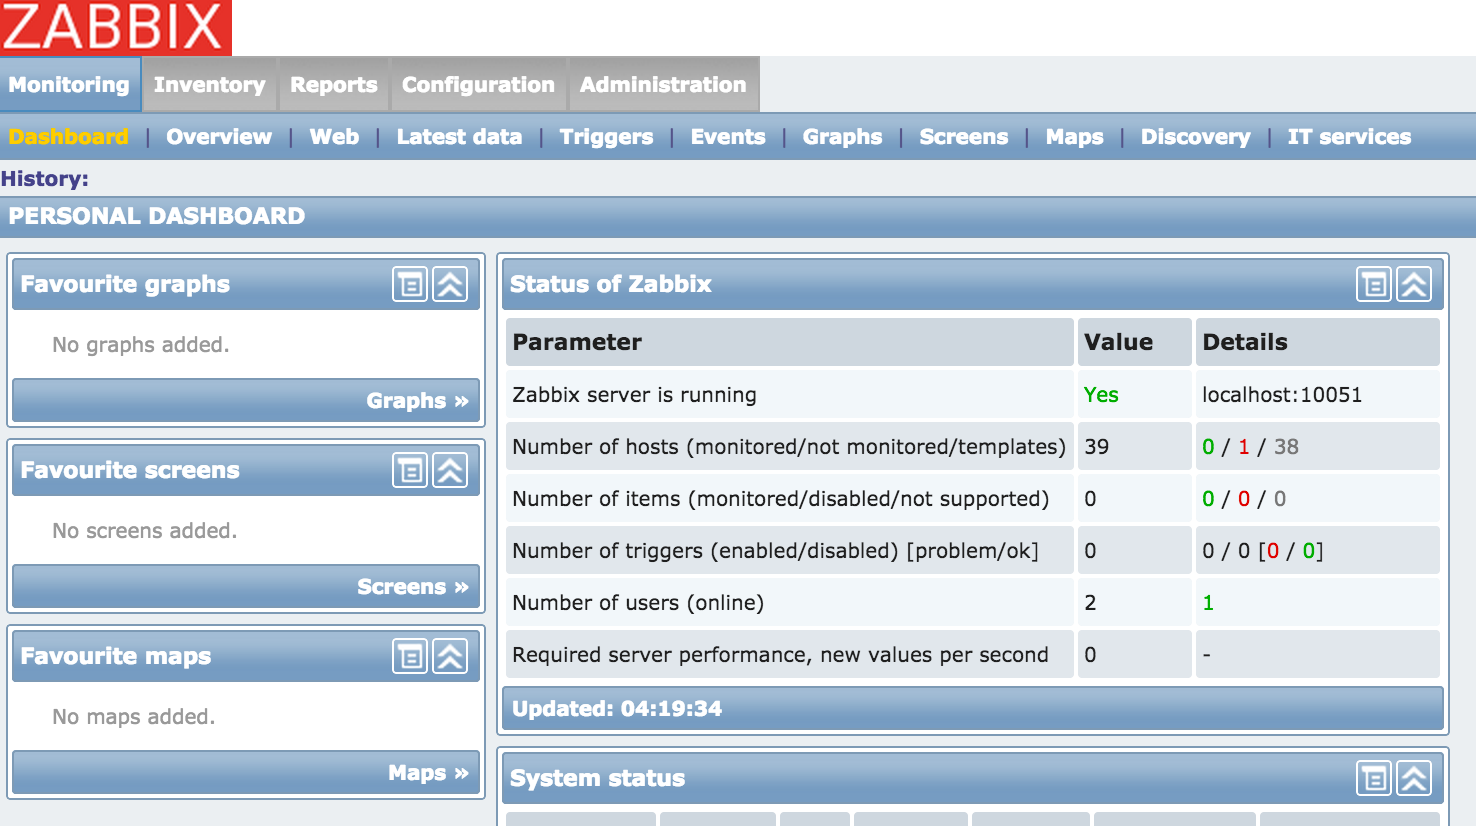 ZABBIX
Monitoring Inventory Reports Configuration Administration
Dashboard | Overview | Web | Latest data | Triggers | Events | Graphs | Screens | Maps | Discovery | IT services
History:
PERSONAL DASHBOARD
Favourite graphs
No graphs added.
Graphs »
Favourite screens
No screens added.
Screens »
Favourite maps
No maps added.
Maps »
Status of Zabbix
Parameter Value Details
Zabbix server is running Yes localhost:10051
Number of hosts (monitored/not monitored/templates) 39 0 / 1 / 38
Number of items (monitored/disabled/not supported) 0 0 / 0 / 0
Number of triggers (enabled/disabled) [problem/ok] 0 0 / 0 [0 / 0]
Number of users (online) 2 1
Required server performance, new values per second 0 -
Updated: 04:19:34
System status